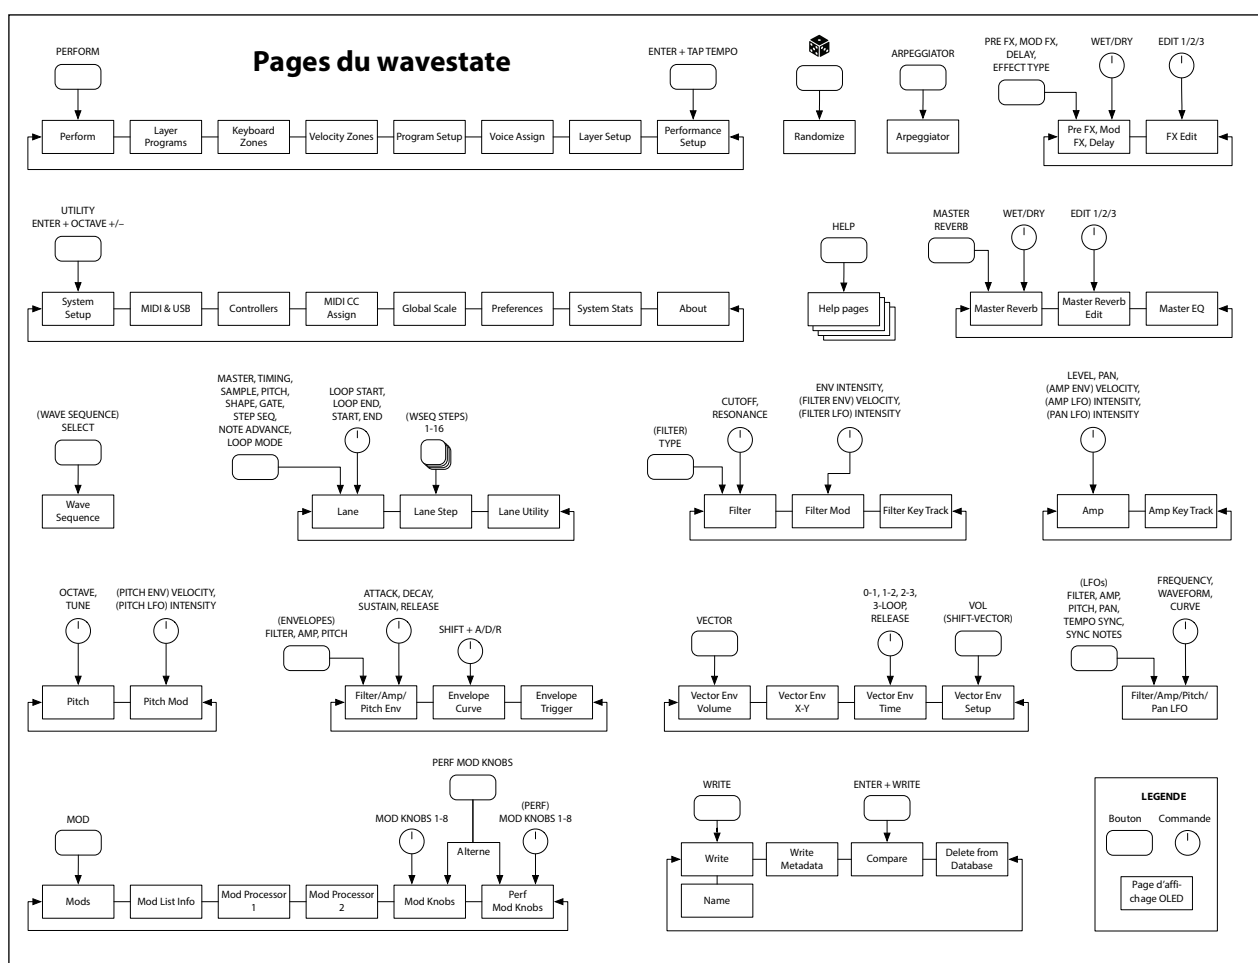 Pages du wavestate
PERFORM
ENTER + TAP TEMPO
Perform
Layer
Programs
Keyboard
Zones
Velocity Zones
Program Setup
Voice Assign
Layer Setup
Performance
Setup
Randomize
ARPEGGIATOR
Arpeggiator
PRE FX, MOD FX,
DELAY,
EFFECT TYPE
WET/DRY
EDIT 1/2/3
Pre FX, Mod
FX, Delay
FX Edit
UTILITY
ENTER + OCTAVE +/–
System
Setup
MIDI & USB
Controllers
MIDI CC
Assign
Global Scale
Preferences
System Stats
About
HELP
Help pages
MASTER
REVERB
WET/DRY
EDIT 1/2/3
Master Reverb
Master Reverb
Edit
Master EQ
(WAVE SEQUENCE)
SELECT
Wave
Sequence
MASTER, TIMING,
SAMPLE, PITCH,
SHAPE, GATE,
STEP SEQ,
NOTE ADVANCE,
LOOP MODE
LOOP START,
LOOP END,
START, END
(WSEQ STEPS)
1-16
Lane
Lane Step
Lane Utility
(FILTER)
TYPE
CUTOFF,
RESONANCE
ENV INTENSITY,
(FILTER ENV) VELOCITY,
(FILTER LFO) INTENSITY
Filter
Filter Mod
Filter Key Track
LEVEL, PAN,
(AMP ENV) VELOCITY,
(AMP LFO) INTENSITY,
(PAN LFO) INTENSITY
Amp
Amp Key Track
OCTAVE,
TUNE
(PITCH ENV) VELOCITY,
(PITCH LFO) INTENSITY
Pitch
Pitch Mod
(ENVELOPES)
FILTER, AMP, PITCH
ATTACK, DECAY,
SUSTAIN, RELEASE
SHIFT + A/D/R
Filter/Amp/
Pitch Env
Envelope
Curve
Envelope
Trigger
VECTOR
0-1, 1-2, 2-3,
3-LOOP,
RELEASE
VOL
(SHIFT-VECTOR)
Vector Env
Volume
Vector Env
X-Y
Vector Env
Time
Vector Env
Setup
(LFOs)
FILTER, AMP,
PITCH, PAN,
TEMPO SYNC,
SYNC NOTES
FREQUENCY,
WAVEFORM,
CURVE
Filter/Amp/Pitch/
Pan LFO
MOD
PERF MOD KNOBS
MOD KNOBS 1-8
(PERF)
MOD KNOBS 1-8
Alterne
Mods
Mod List Info
Mod Processor
1
Mod Processor
2
Mod Knobs
Perf
Mod Knobs
WRITE
ENTER + WRITE
Write
Write
Metadata
Compare
Delete from
Database
Name
LEGENDE
Bouton
Commande
Page d'affi-
chage OLED